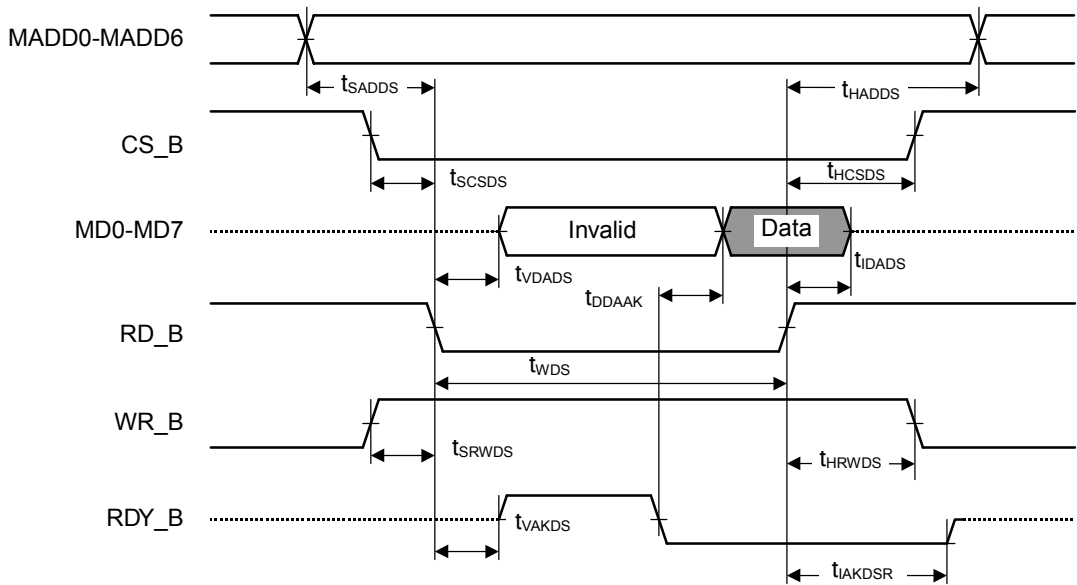 MADD0-MADD6
tSADDS
tHADDS
CS_B
tSCSDS
tHCSDS
MD0-MD7
Invalid
Data
tVDADS
tIDADS
tDDAAK
RD_B
tWDS
WR_B
tSRWDS
tHRWDS
RDY_B
tVAKDS
tIAKDSR